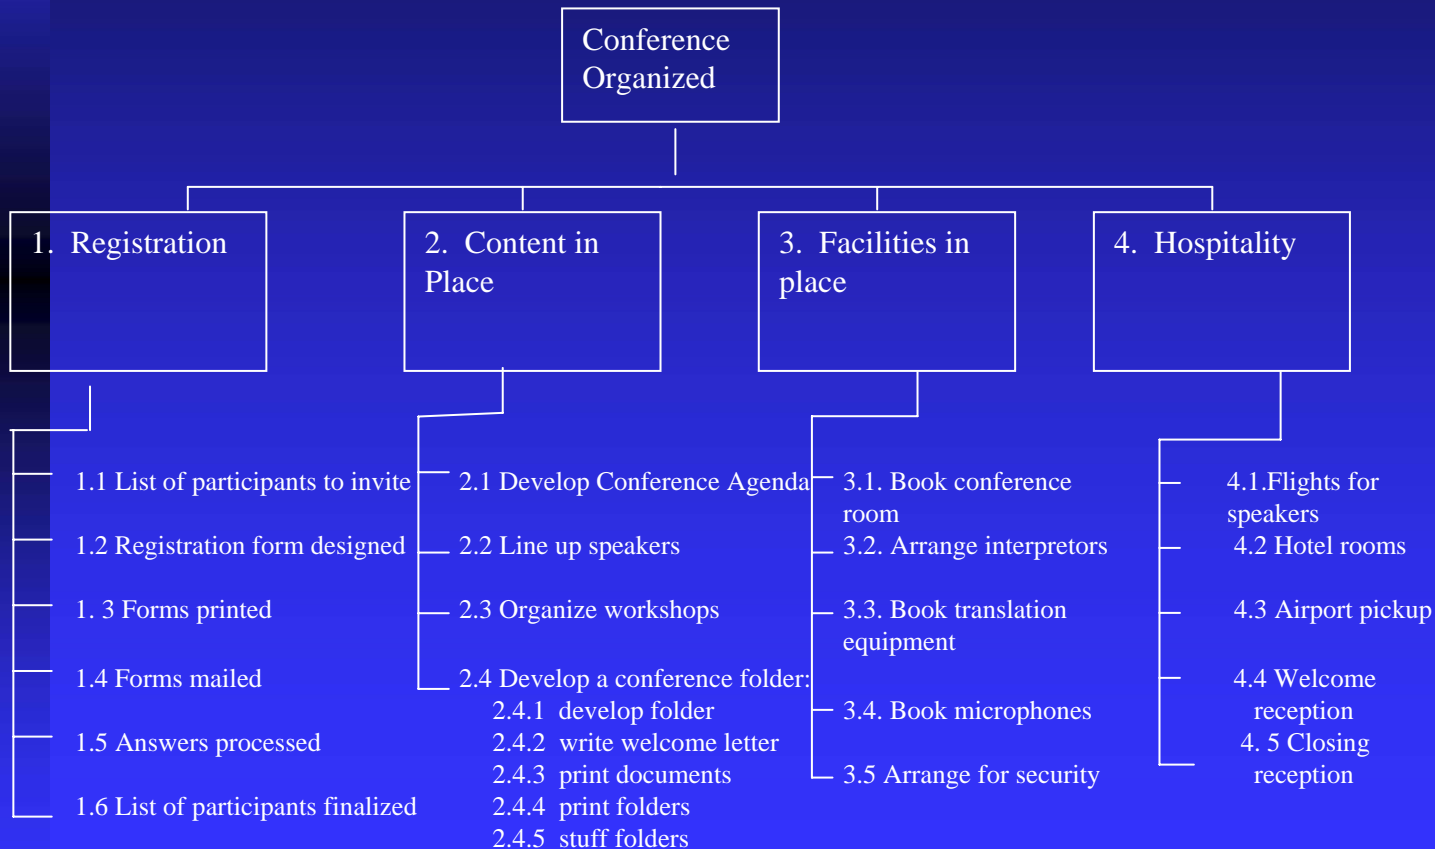 Conference
Organized
1. Registration
2. Content in
Place
3. Facilities in
place
4. Hospitality
1.1 List of participants to invite
1.2 Registration form designed
1. 3 Forms printed
1.4 Forms mailed
1.5 Answers processed
1.6 List of participants finalized
2.1 Develop Conference Agenda
2.2 Line up speakers
2.3 Organize workshops
2.4 Develop a conference folder:
2.4.1 develop folder
2.4.2 write welcome letter
2.4.3 print documents
2.4.4 print folders
2.4.5 stuff folders
3.1. Book conference
room
3.2. Arrange interpretors
3.3. Book translation
equipment
3.4. Book microphones
3.5 Arrange for security
4.1.Flights for
speakers
4.2 Hotel rooms
4.3 Airport pickup
4.4 Welcome
reception
4. 5 Closing
reception